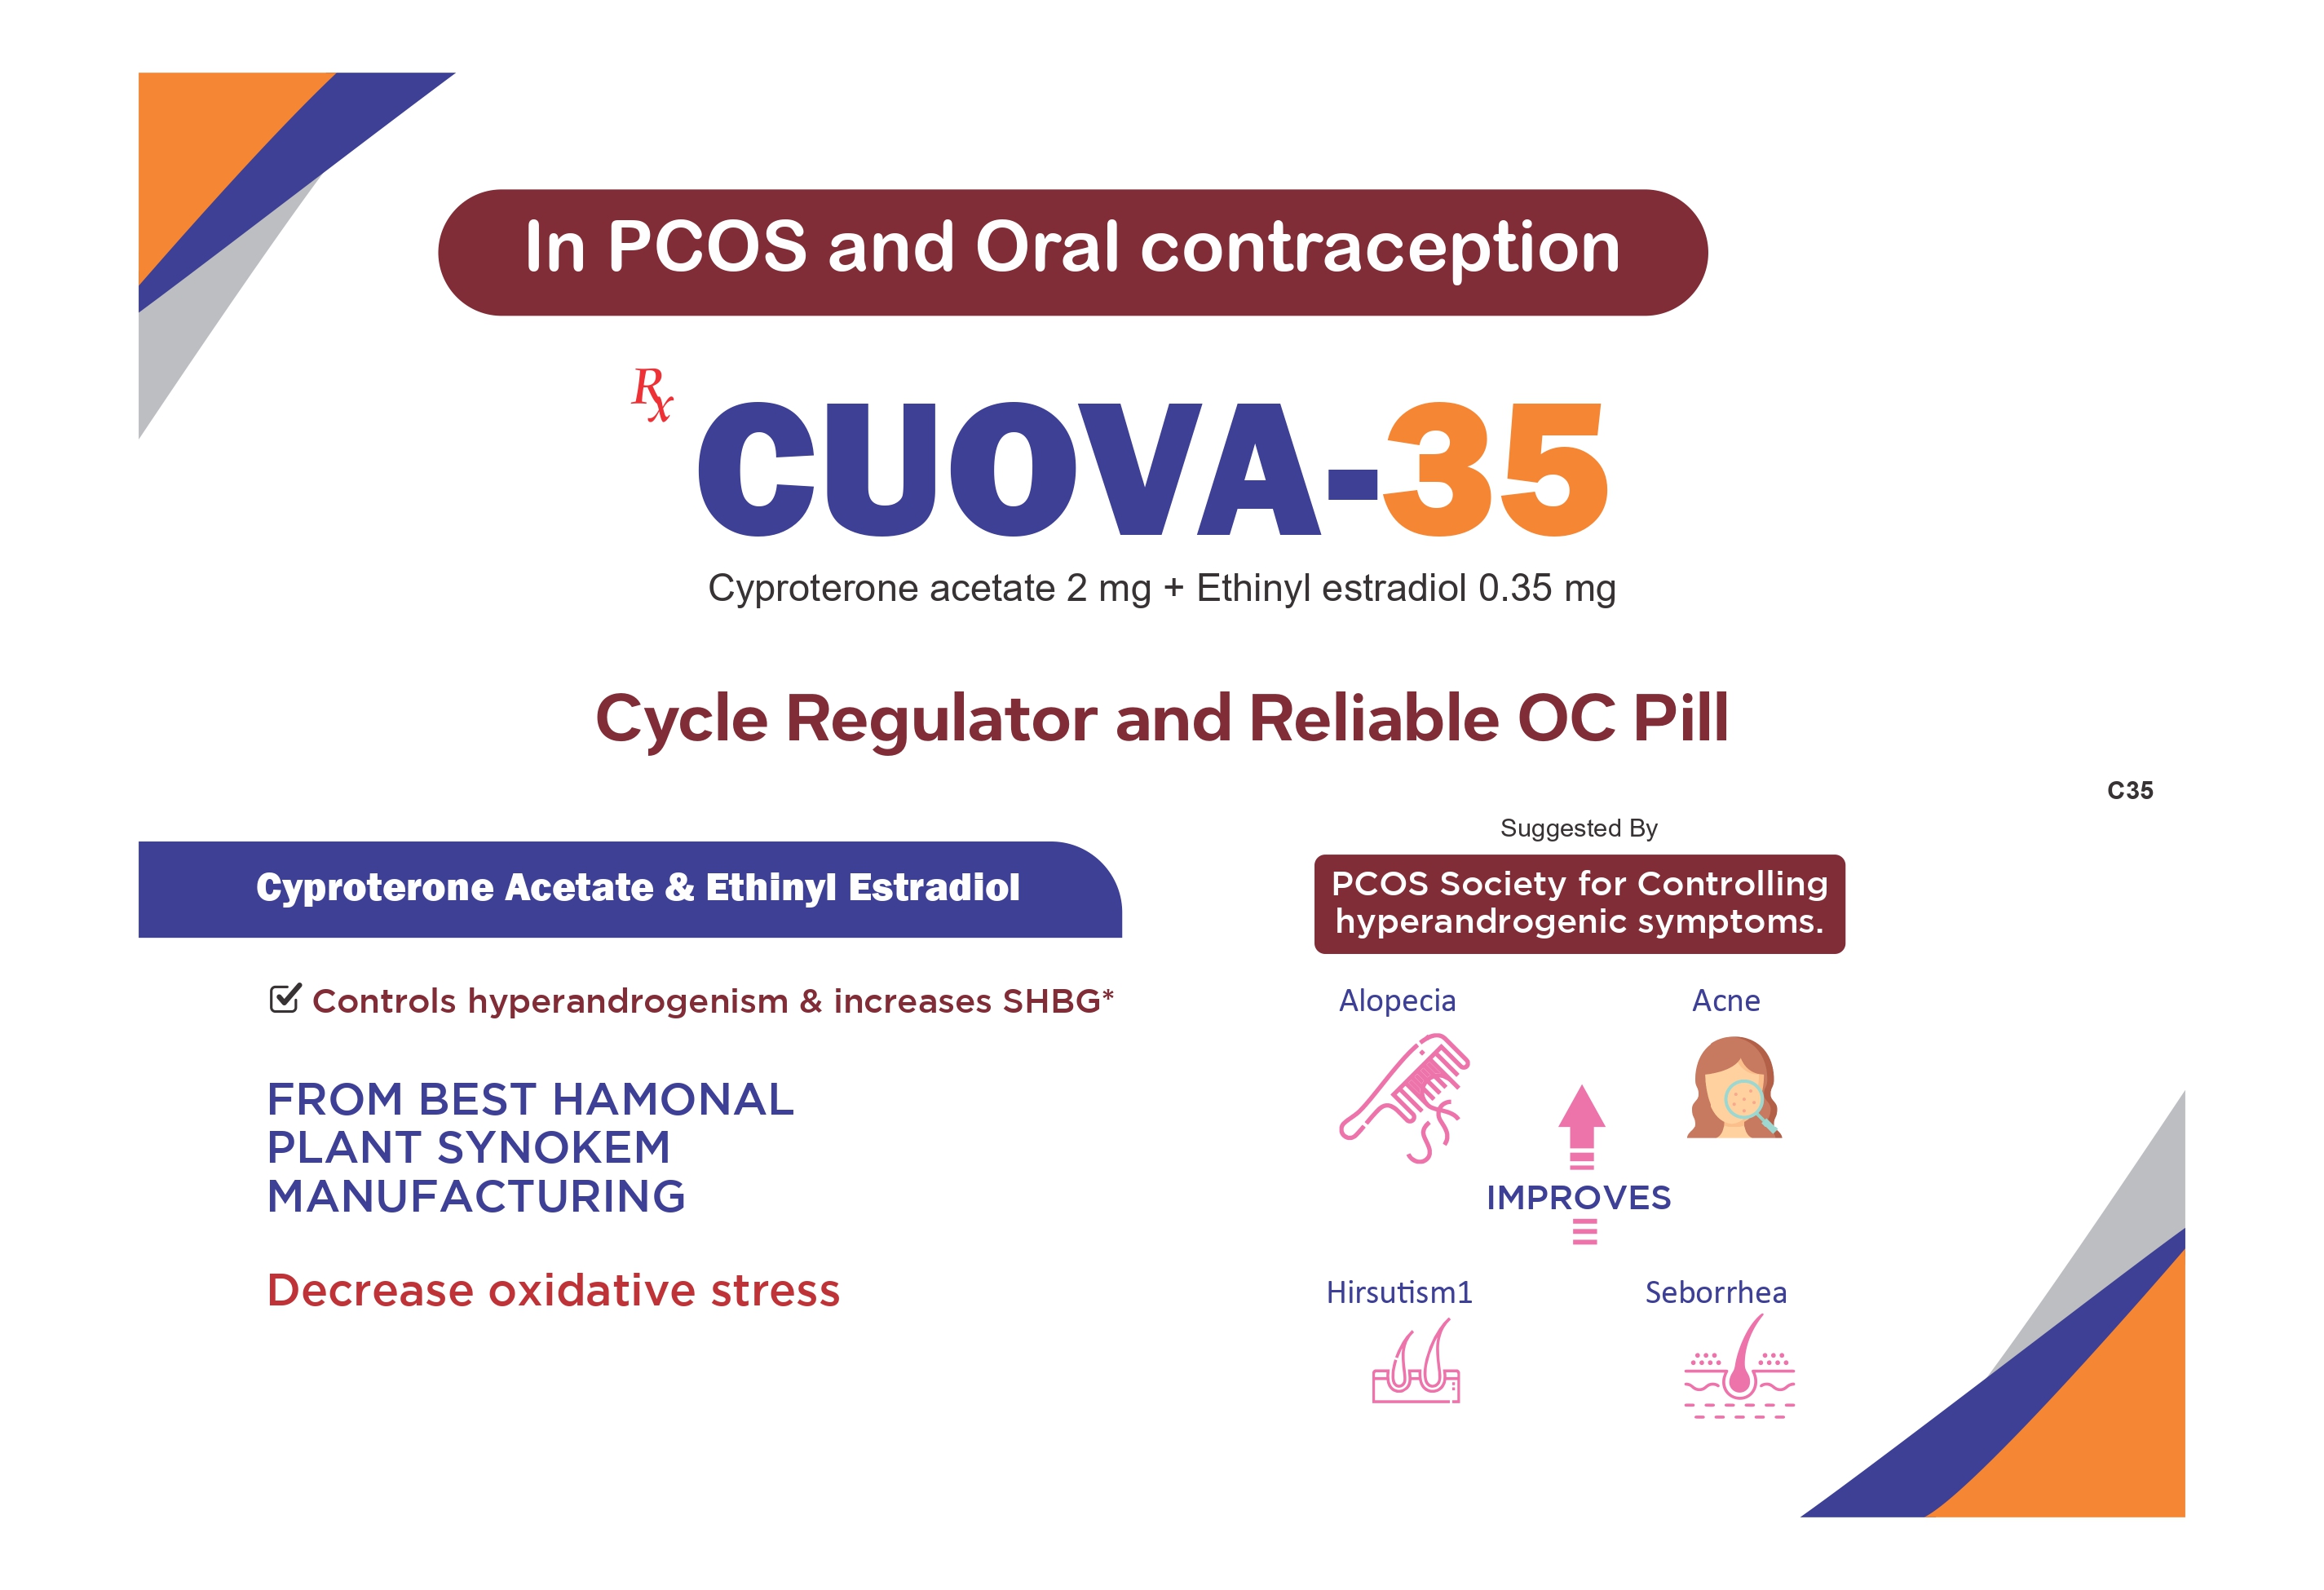 In PCOS and Oral contraception
Rx
CUOVA-35
Cyproterone acetate 2 mg + Ethinyl estradiol 0.35 mg
Cycle Regulator and Reliable OC Pill
C35
Cyproterone Acetate & Ethinyl Estradiol
Controls hyperandrogenism & increases SHBG*
FROM BEST HAMONAL
PLANT SYNOKEM
MANUFACTURING
Decrease oxidative stress
Suggested By
PCOS Society for Controlling
hyperandrogenic symptoms.
Alopecia
Acne
IMPROVES
Hirsutism1
Seborrhea